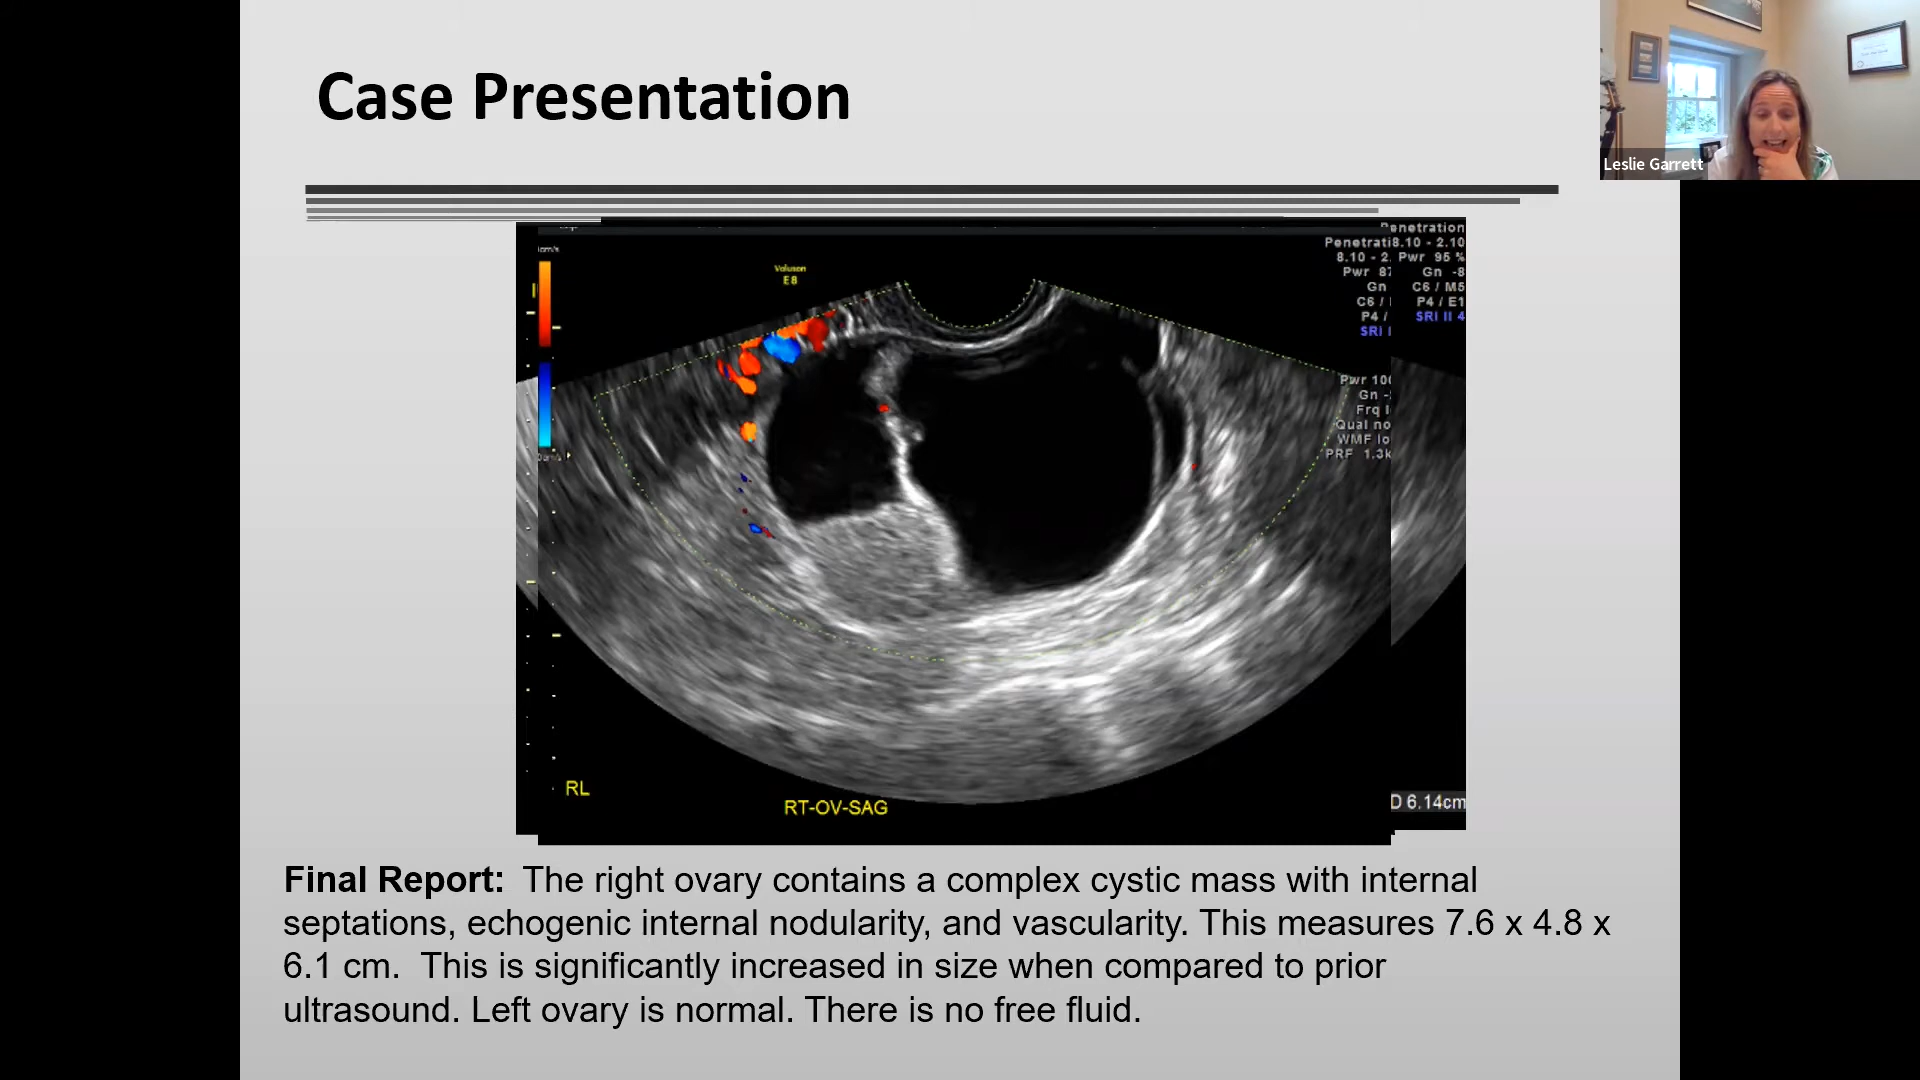 Case Presentation
Leslie Garrett
Voluson
E8
Penetration
Penetrati8.10 - 2.10
8.10 - 2. Pwr 95 %
Pwr 87 Gn -8
Gn C6 / M5
C6 / P4 / E1
P4 / SRI II 4
SRI I
Pwr 100
Gn -
Frq l
Qual no
WMF lo
PRF 1.3k
RL
RT-OV-SAG
D 6.14cm
Final Report: The right ovary contains a complex cystic mass with internal
septations, echogenic internal nodularity, and vascularity. This measures 7.6 x 4.8 x
6.1 cm. This is significantly increased in size when compared to prior
ultrasound. Left ovary is normal. There is no free fluid.